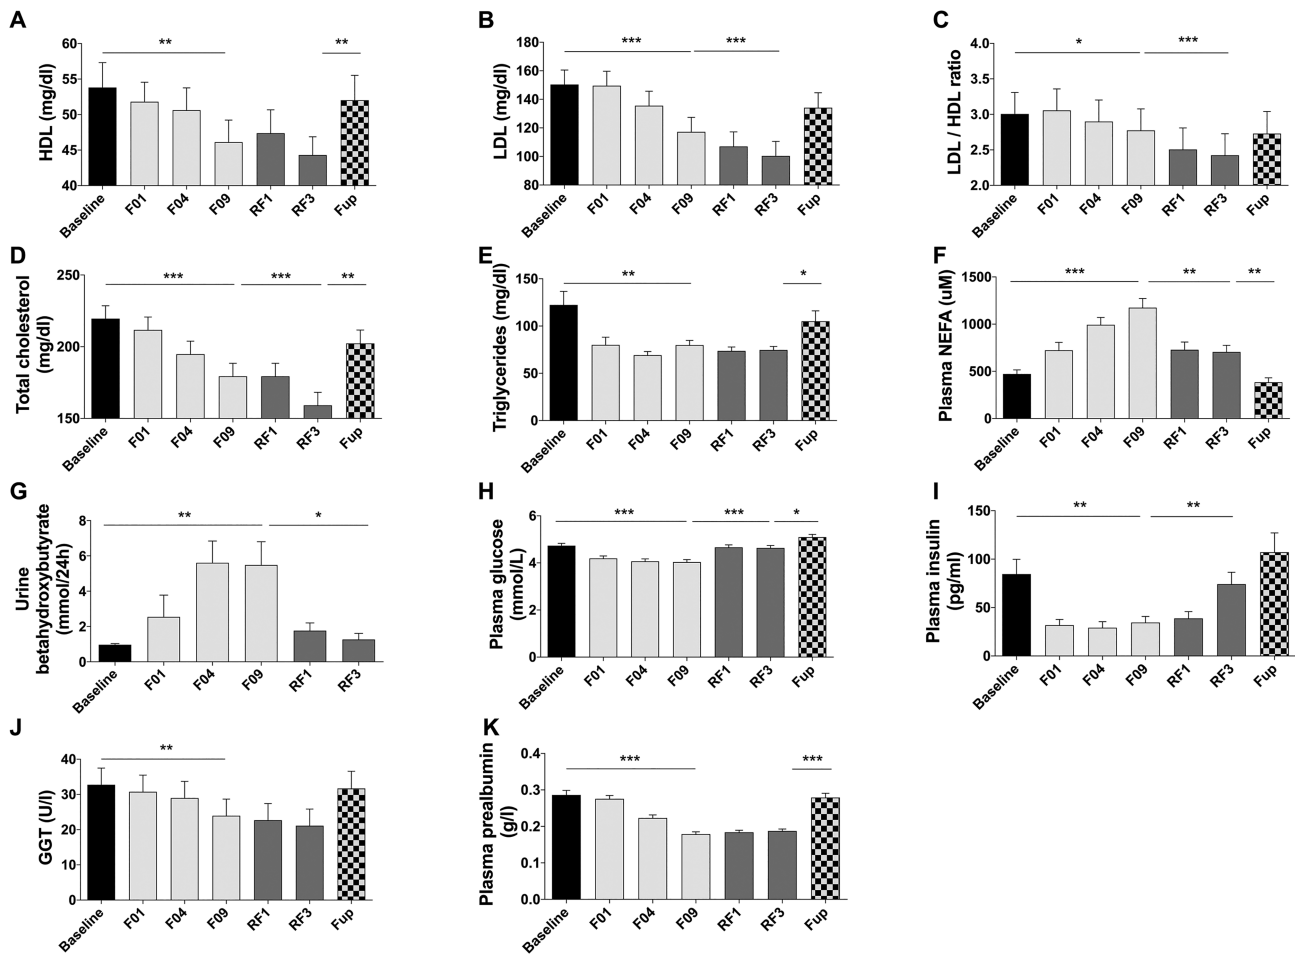 A
HDL (mg/dl)
60
55
50
45
40
**
**
Baseline
F01
F04
F09
RF1
RF3
Fup
B
LDL (mg/dl)
180
160
140
120
100
80
***
***
Baseline
F01
F04
F09
RF1
RF3
Fup
C
LDL / HDL ratio
4.0
3.5
3.0
2.5
2.0
*
***
Baseline
F01
F04
F09
RF1
RF3
Fup
D
Total cholesterol
(mg/dl)
250
200
150
***
***
**
Baseline
F01
F04
F09
RF1
RF3
Fup
E
Triglycerides (mg/dl)
150
100
50
0
**
*
Baseline
F01
F04
F09
RF1
RF3
Fup
F
Plasma NEFA (uM)
1500
1000
500
0
***
**
**
Baseline
F01
F04
F09
RF1
RF3
Fup
G
Urine
betahydroxybutyrate
(mmol/24h)
8
6
4
2
0
**
*
Baseline
F01
F04
F09
RF1
RF3
H
Plasma glucose
(mmol/L)
6
4
2
0
***
***
*
Baseline
F01
F04
F09
RF1
RF3
Fup
I
Plasma insulin
(pg/ml)
150
100
50
0
**
**
Baseline
F01
F04
F09
RF1
RF3
Fup
J
GGT (U/l)
40
30
20
10
0
**
Baseline
F01
F04
F09
RF1
RF3
Fup
K
Plasma prealbumin
(g/l)
0.4
0.3
0.2
0.1
0.0
***
***
Baseline
F01
F04
F09
RF1
RF3
Fup